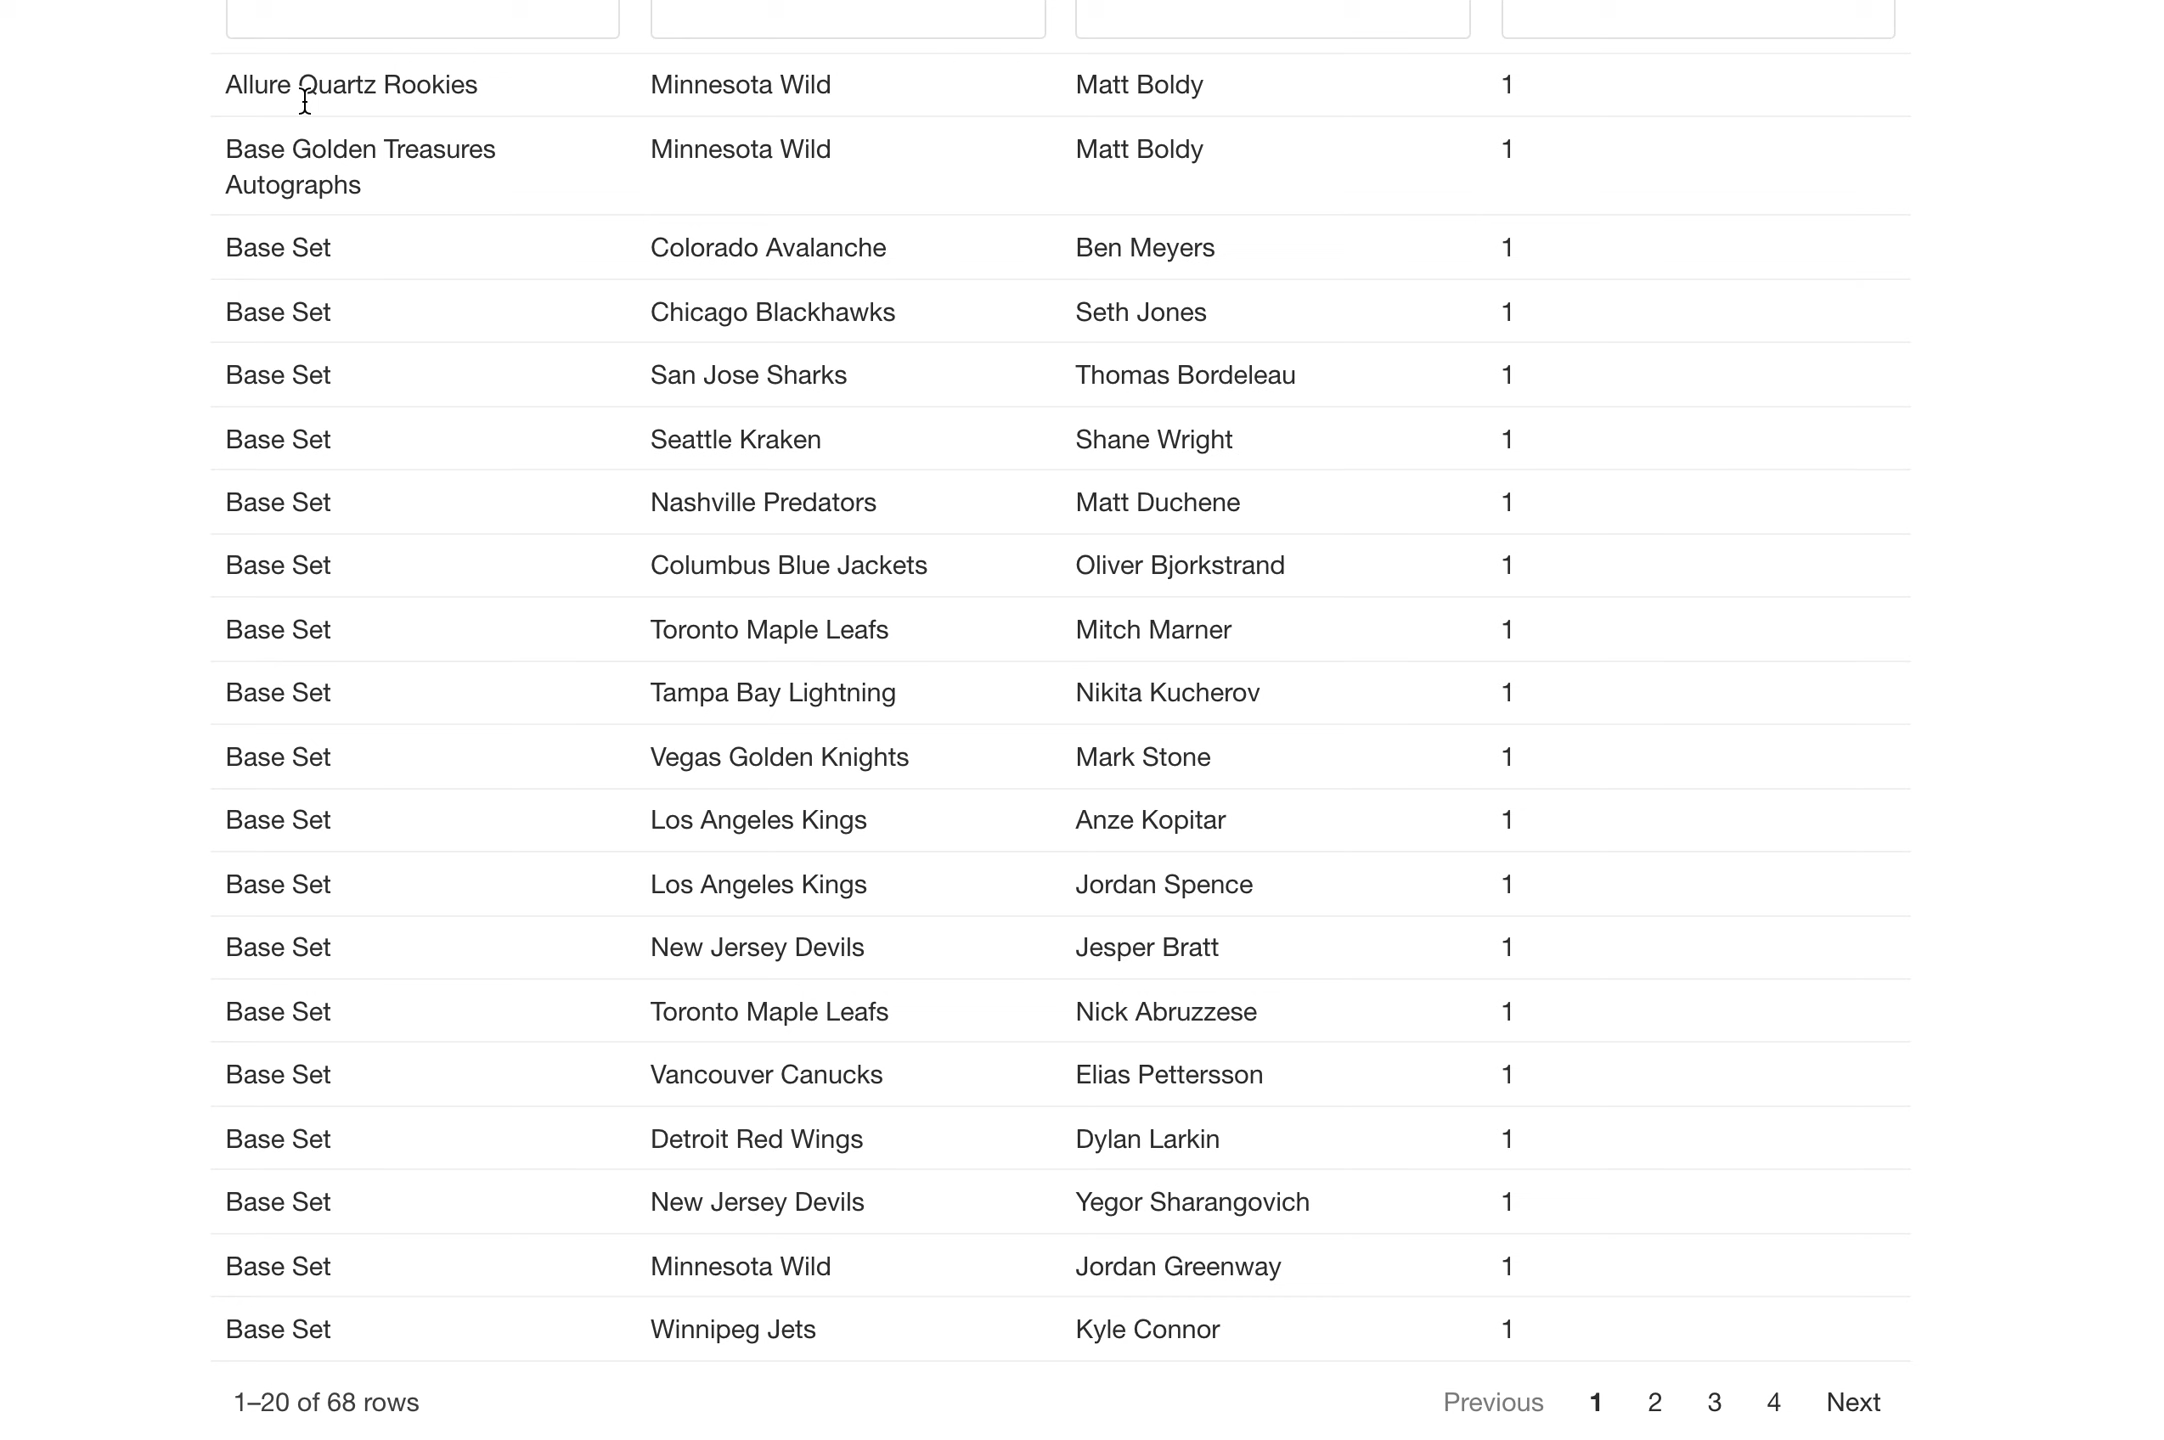 Allure Quartz Rookies Minnesota Wild Matt Boldy 1
Base Golden Treasures Minnesota Wild Matt Boldy 1
Autographs
Base Set Colorado Avalanche Ben Meyers 1
Base Set Chicago Blackhawks Seth Jones 1
Base Set San Jose Sharks Thomas Bordeleau 1
Base Set Seattle Kraken Shane Wright 1
Base Set Nashville Predators Matt Duchene 1
Base Set Columbus Blue Jackets Oliver Bjorkstrand 1
Base Set Toronto Maple Leafs Mitch Marner 1
Base Set Tampa Bay Lightning Nikita Kucherov 1
Base Set Vegas Golden Knights Mark Stone 1
Base Set Los Angeles Kings Anze Kopitar 1
Base Set Los Angeles Kings Jordan Spence 1
Base Set New Jersey Devils Jesper Bratt 1
Base Set Toronto Maple Leafs Nick Abruzzese 1
Base Set Vancouver Canucks Elias Pettersson 1
Base Set Detroit Red Wings Dylan Larkin 1
Base Set New Jersey Devils Yegor Sharangovich 1
Base Set Minnesota Wild Jordan Greenway 1
Base Set Winnipeg Jets Kyle Connor 1
1–20 of 68 rows Previous 1 2 3 4 Next